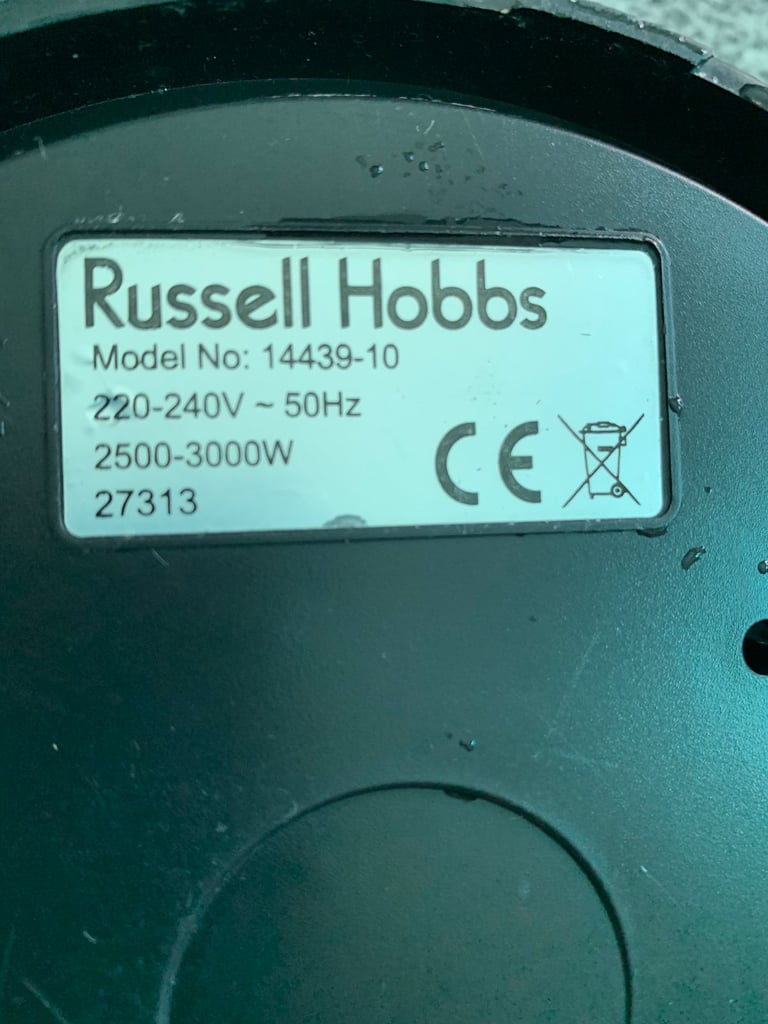 Russell Hobbs
Model No: 14439-10
220-240V ~ 50Hz
2500-3000W
27313
CE